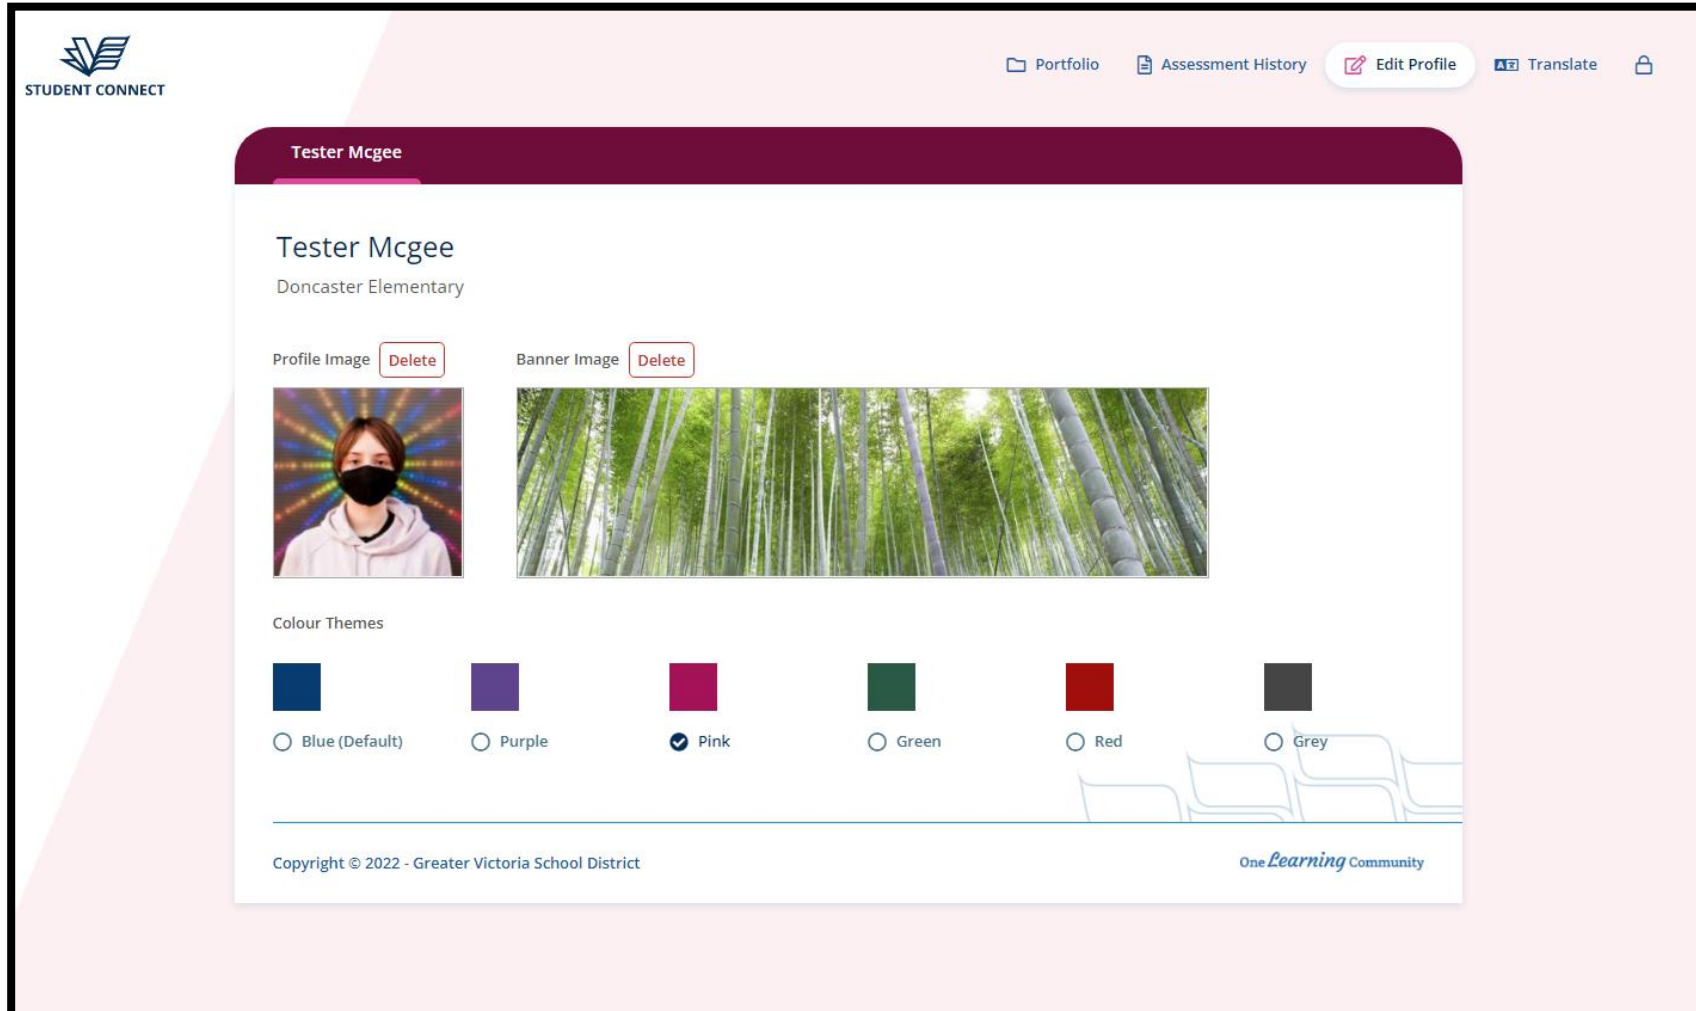 STUDENT CONNECT
Portfolio
Assessment History
Edit Profile
Translate
Tester Mcgee
Tester Mcgee
Doncaster Elementary
Profile Image
Delete
Banner Image
Delete
Colour Themes
Blue (Default)
Purple
Pink
Green
Red
Grey
Copyright © 2022 - Greater Victoria School District
One Learning Community